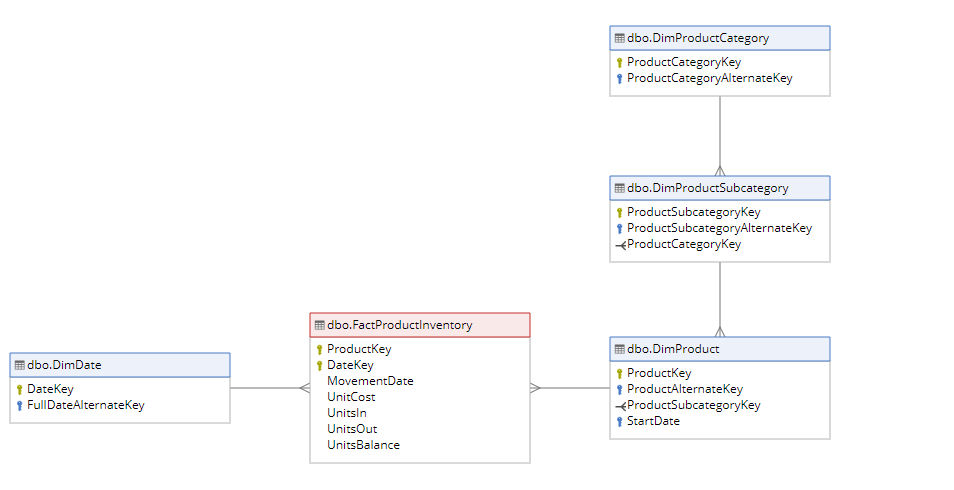 dbo.DimProductCategory
ProductCategoryKey
ProductCategoryAlternateKey
dbo.DimProductSubcategory
ProductSubcategoryKey
ProductSubcategoryAlternateKey
ProductCategoryKey
dbo.FactProductInventory
ProductKey
DateKey
MovementDate
UnitCost
UnitsIn
UnitsOut
UnitsBalance
dbo.DimProduct
ProductKey
ProductAlternateKey
ProductSubcategoryKey
StartDate
dbo.DimDate
DateKey
FullDateAlternateKey